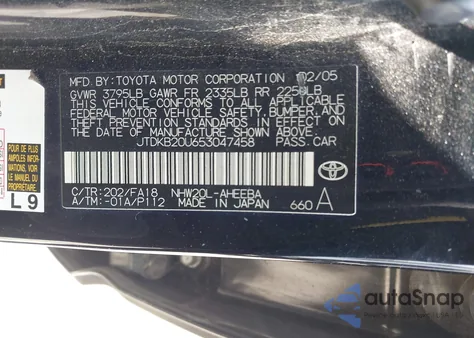 MFD. BY: TOYOTA MOTOR CORPORATION 02/05
GVWR 3795LB GAWR FR 2335LB RR 2250LB
THIS VEHICLE CONFORMS TO ALL APPLICABLE
FEDERAL MOTOR VEHICLE SAFETY, BUMPER,
AND THEFT PREVENTION STANDARDS IN EFFECT
ON THE DATE OF MANUFACTURE SHOWN ABOVE.
JTDKB20U653047458 PASS. CAR
C/TR: 202/FA18 NHW20L-AHEEBA
A/TM: -01A/P112 MADE IN JAPAN 660 A
TOYOTA
L 9
autoSnap